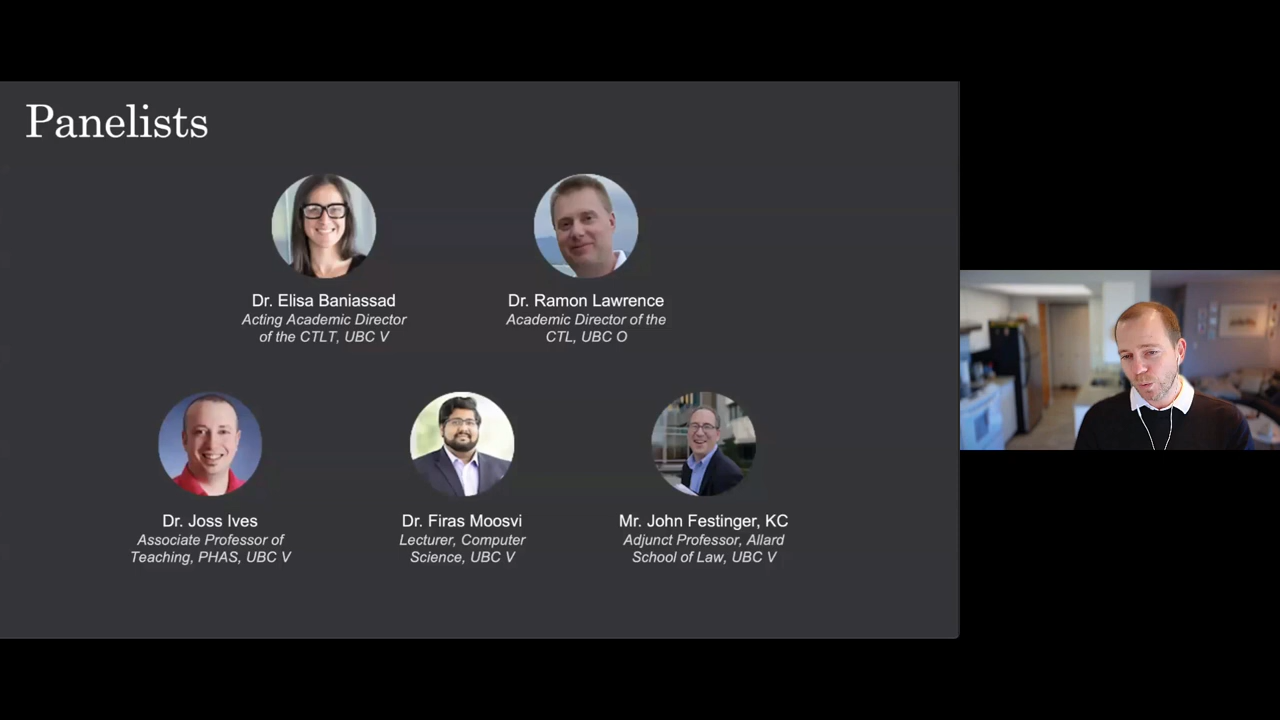 Panelists
Dr. Elisa Baniassad
Acting Academic Director
of the CTLT, UBC V
Dr. Ramon Lawrence
Academic Director of the
CTL, UBC O
Dr. Joss Ives
Associate Professor of
Teaching, PHAS, UBC V
Dr. Firas Moosvi
Lecturer, Computer
Science, UBC V
Mr. John Festinger, KC
Adjunct Professor, Allard
School of Law, UBC V